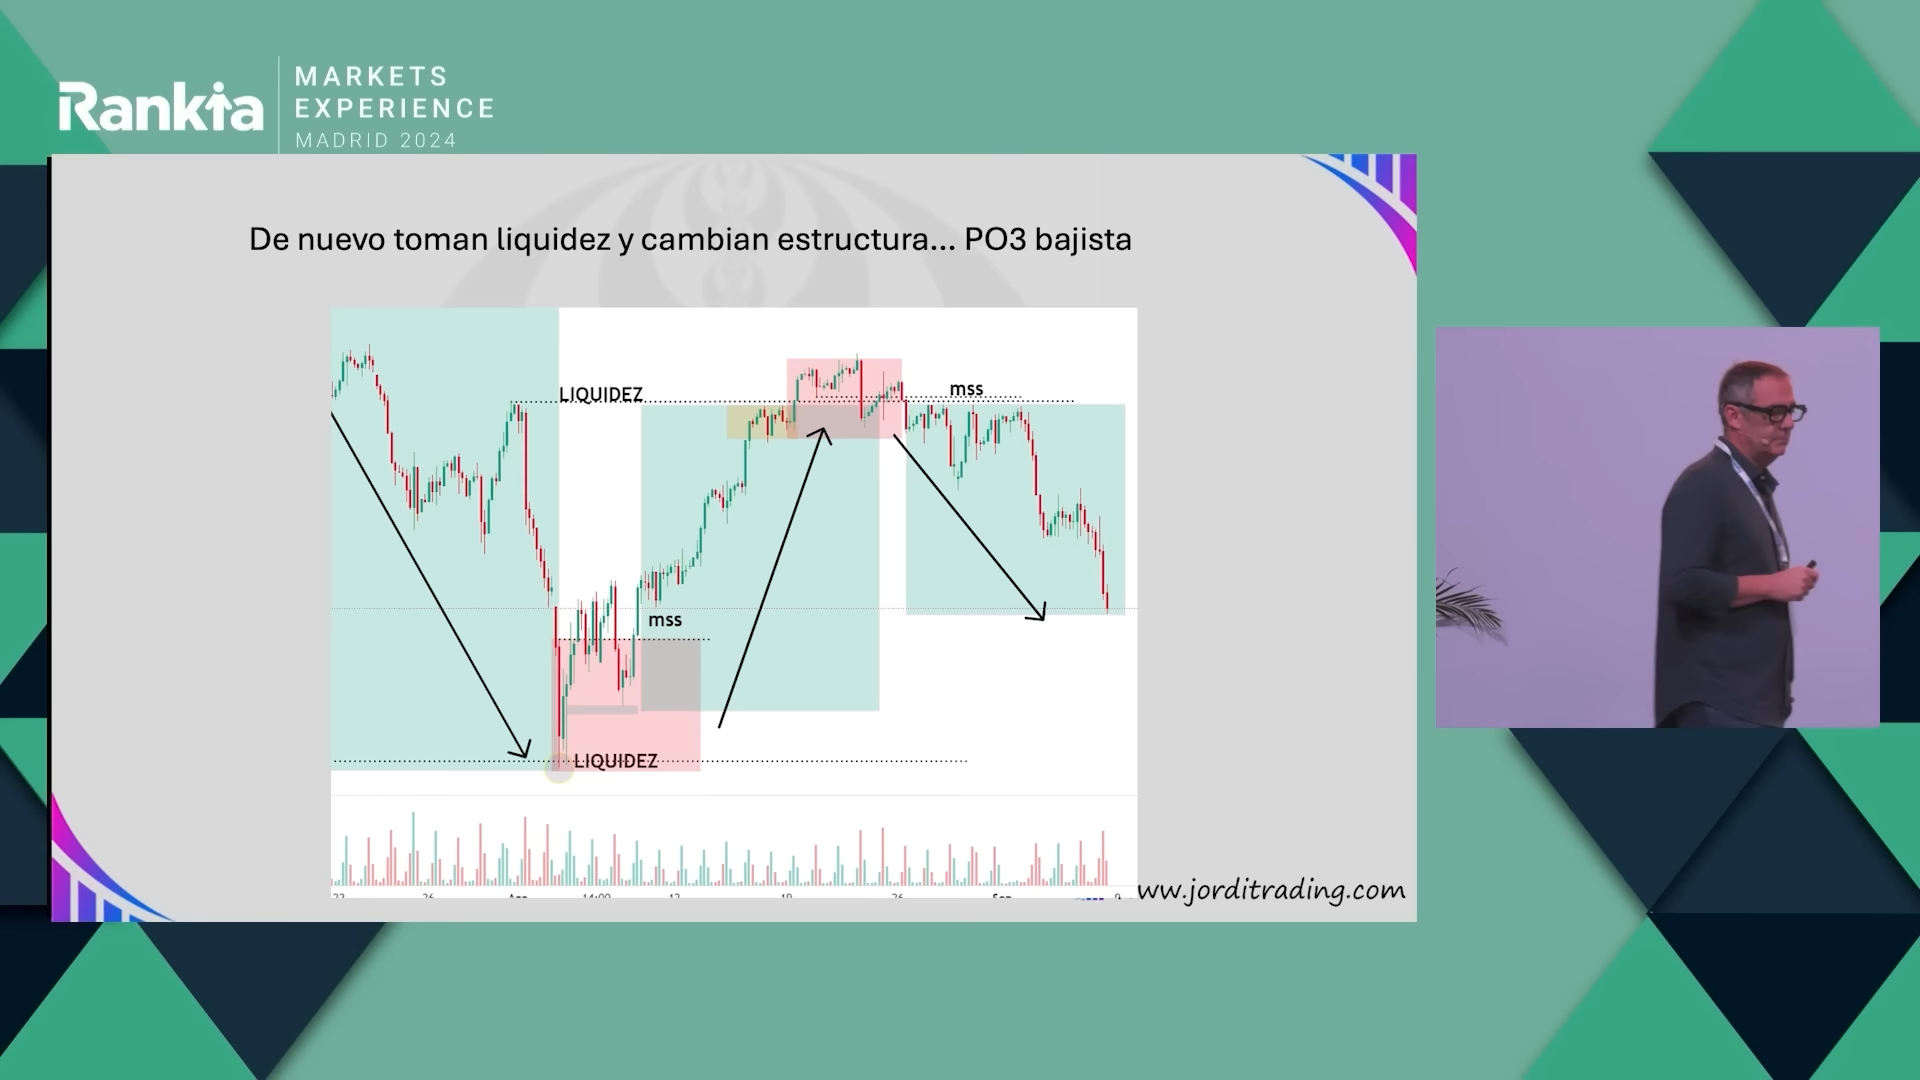 Rankia
MARKETS
EXPERIENCE
MADRID 2024
De nuevo toman liquidez y cambian estructura... PO3 bajista
LIQUIDEZ
mss
mss
LIQUIDEZ
ww.jorditrading.com